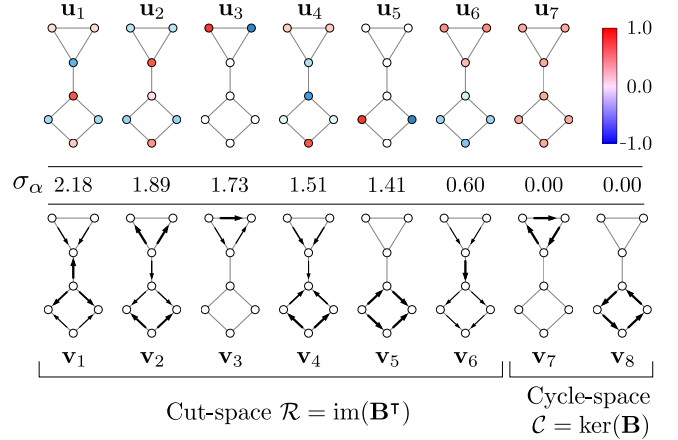 u₁ u₂ u₃ u₄ u₅ u₆ u₇
1.0
0.0
-1.0
σ_α 2.18 1.89 1.73 1.51 1.41 0.60 0.00 0.00
v₁ v₂ v₃ v₄ v₅ v₆ v₇ v₈
Cut-space ℛ = im(𝐁ᵀ)
Cycle-space
𝒞 = ker(𝐁)